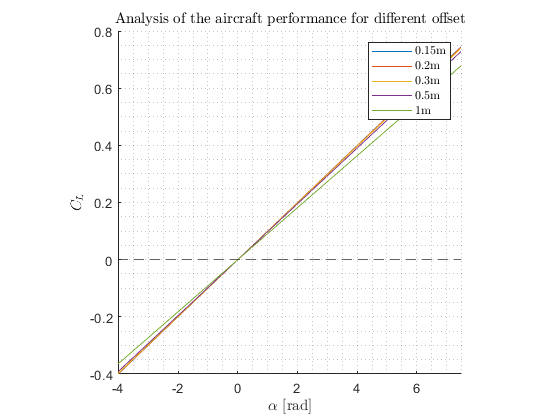 Analysis of the aircraft performance for different offset
0.8
0.6
0.4
0.2
0
-0.2
-0.4
C_L
0.15m
0.2m
0.3m
0.5m
1m
-4 -2 0 2 4 6
α [rad]